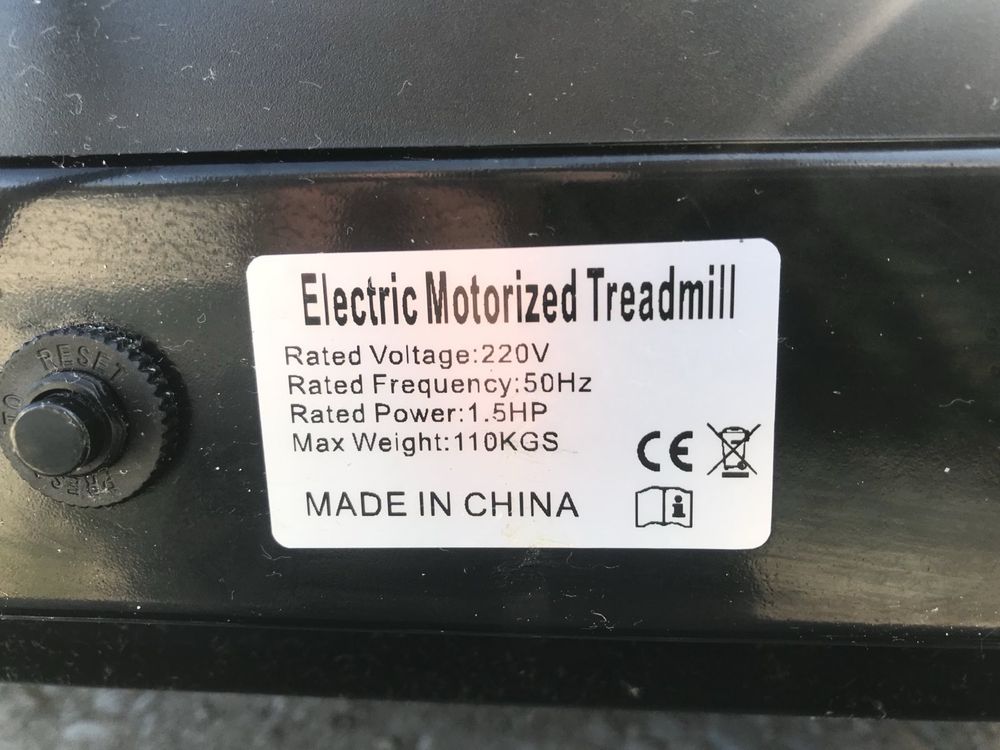 Electric Motorized Treadmill
Rated Voltage:220V
Rated Frequency:50Hz
Rated Power:1.5HP
Max Weight:110KGS
CE
MADE IN CHINA
i
RESET
TO